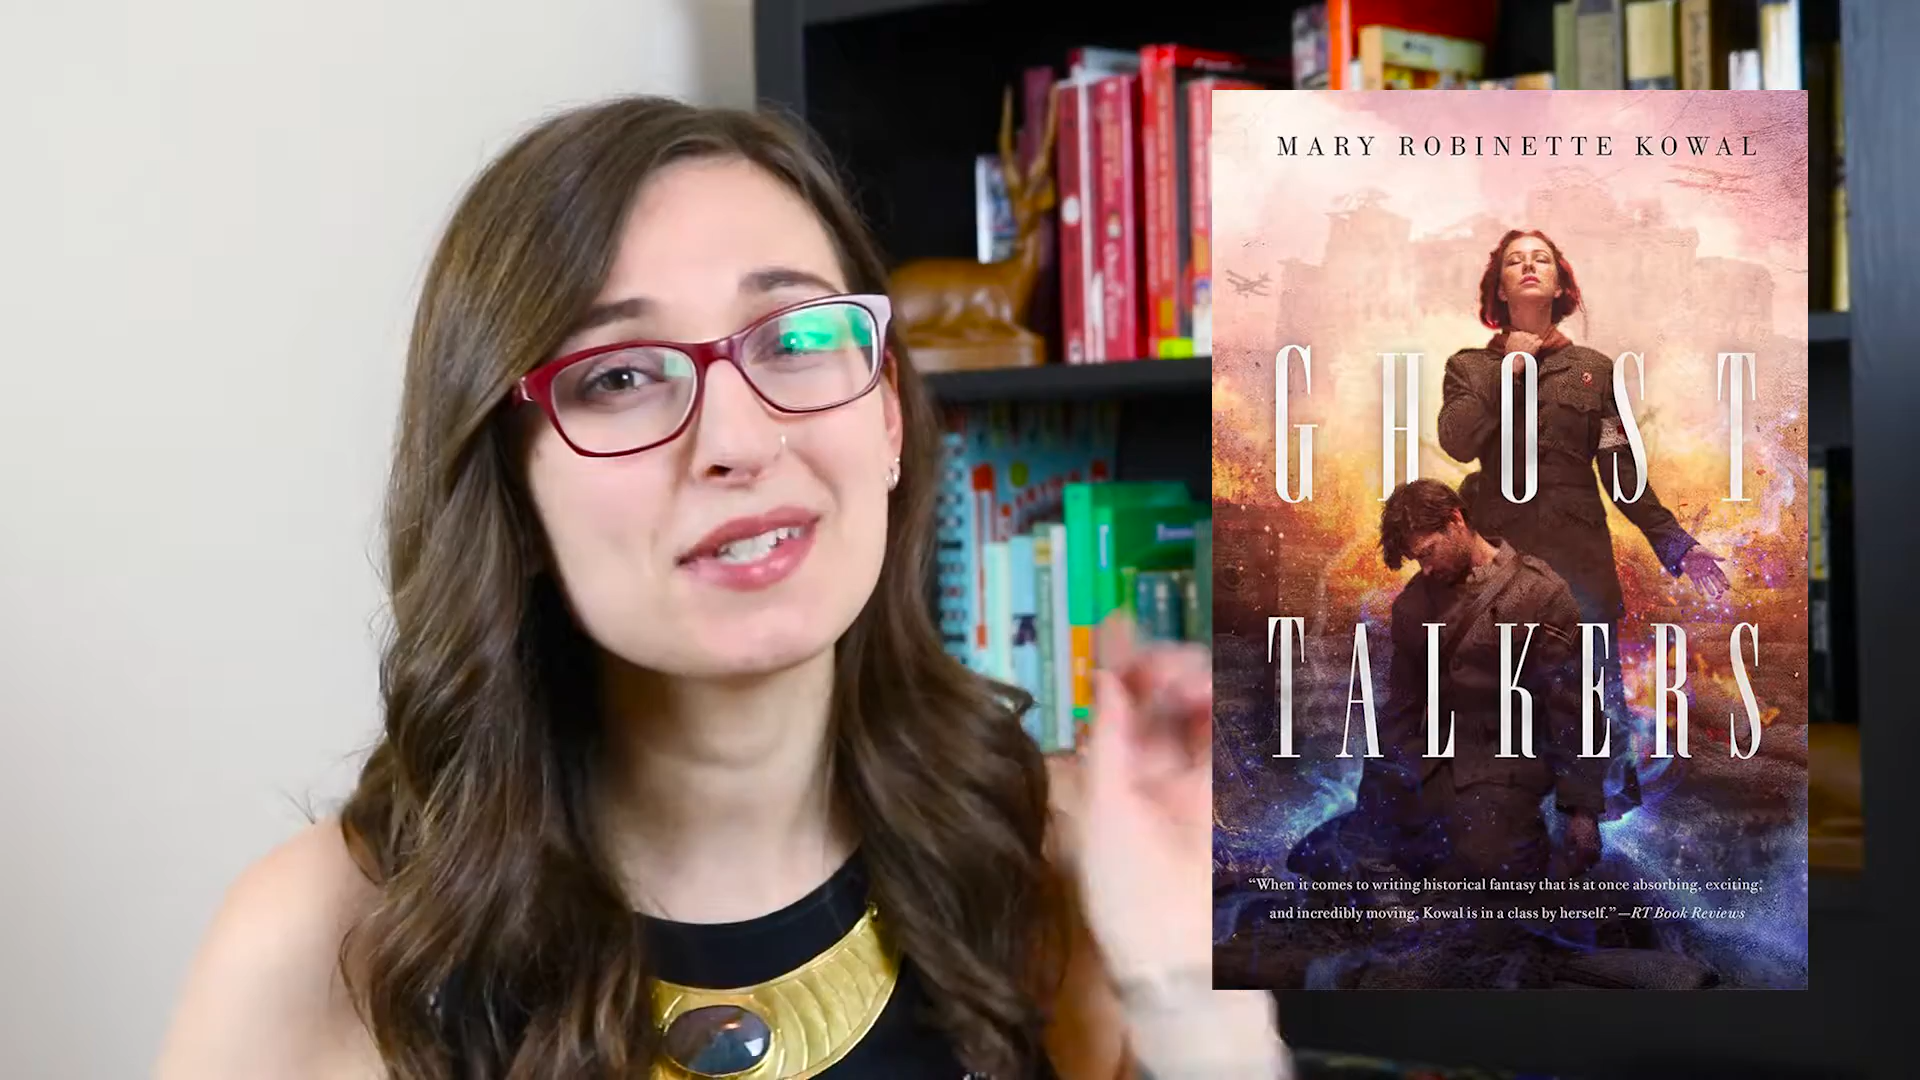 MARY ROBINETTE KOWAL
GHOST
TALKERS
“When it comes to writing historical fantasy that is at once absorbing, exciting,
and incredibly moving, Kowal is in a class by herself.” —RT Book Reviews